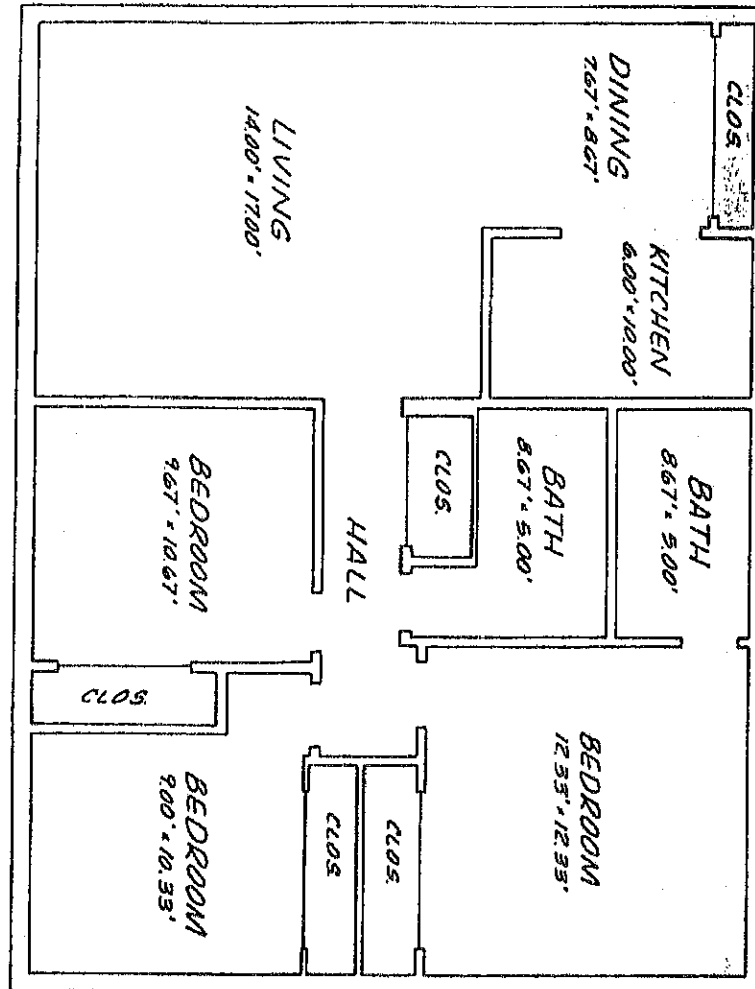 CLOS.
DINING
7.67' × 8.67'
KITCHEN
6.00' × 10.00'
LIVING
14.00' × 17.00'
BATH
8.67' × 5.00'
BATH
8.67' × 5.00'
CLOS.
HALL
BEDROOM
9.67' × 10.67'
CLOS.
BEDROOM
12.33' × 12.33'
CLOS.
CLOS.
BEDROOM
9.00' × 10.33'